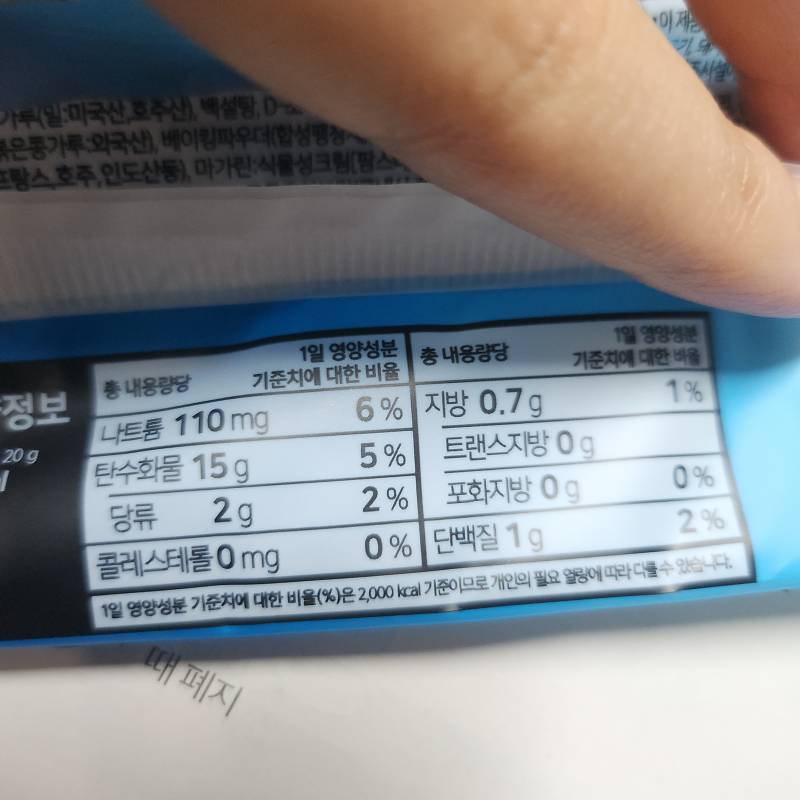 이 제품
가루(밀:미국산,호주산), 백설탕, D-소
볶은콩가루:외국산), 베이킹파우더(합성팽창제
프랑스,호주,인도산등), 마가린:식물성크림[팜스
정보
20 g
총 내용량당 1일 영양성분 기준치에 대한 비율
나트륨 110 mg 6 %
탄수화물 15 g 5 %
당류 2 g 2 %
콜레스테롤 0 mg 0 %
총 내용량당 1일 영양성분 기준치에 대한 비율
지방 0.7 g 1 %
트랜스지방 0 g
포화지방 0 g 0 %
단백질 1 g 2 %
1일 영양성분 기준치에 대한 비율(%)은 2,000 kcal 기준이므로 개인의 필요 열량에 따라 다를 수 있습니다.
때 폐지